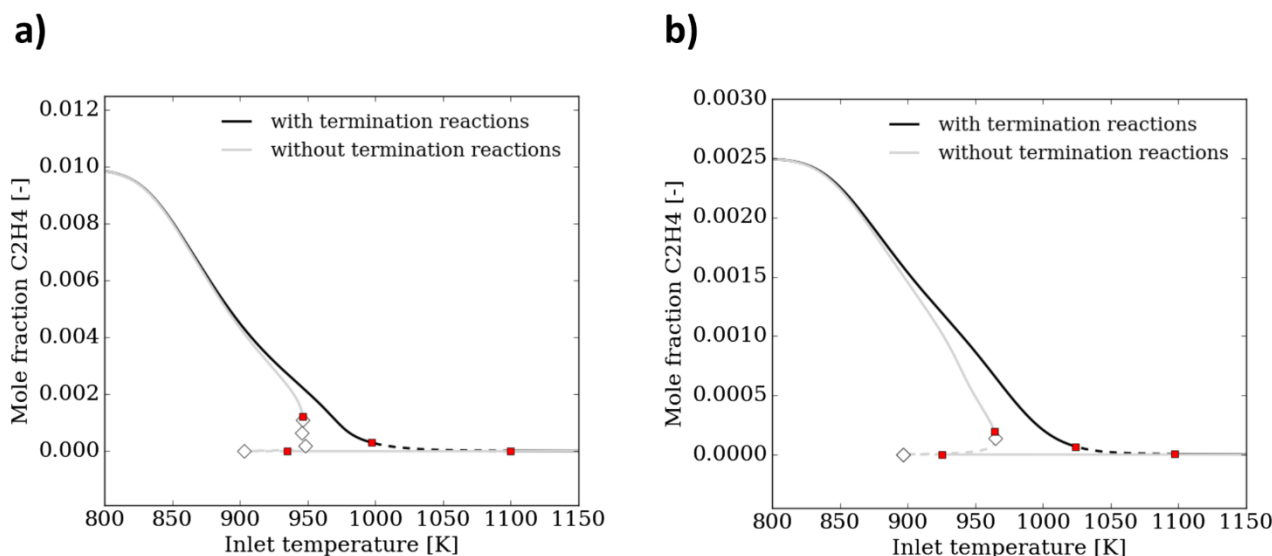 a)
0.012
0.010
0.008
0.006
0.004
0.002
0.000
Mole fraction C2H4 [-]
with termination reactions
without termination reactions
800 850 900 950 1000 1050 1100 1150
Inlet temperature [K]
b)
0.0030
0.0025
0.0020
0.0015
0.0010
0.0005
0.0000
Mole fraction C2H4 [-]
with termination reactions
without termination reactions
800 850 900 950 1000 1050 1100 1150
Inlet temperature [K]